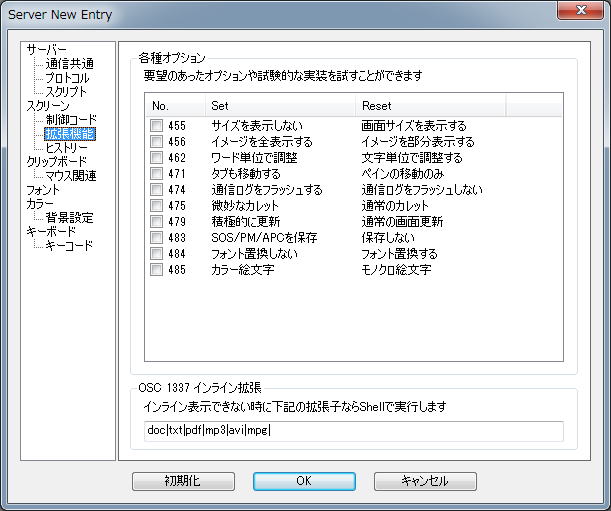 Server New Entry
サーバー
通信共通
プロトコル
スクリプト
スクリーン
制御コード
拡張機能
ヒストリー
クリップボード
マウス関連
フォント
カラー
背景設定
キーボード
キーコード
各種オプション
要望のあったオプションや試験的な実装を試すことができます
No. Set Reset
455 サイズを表示しない 画面サイズを表示する
456 イメージを全表示する イメージを部分表示する
462 ワード単位で調整 文字単位で調整する
471 タブも移動する ペインの移動のみ
474 通信ログをフラッシュする 通信ログをフラッシュしない
475 微妙なカレット 通常のカレット
479 積極的に更新 通常の画面更新
483 SOS/PM/APCを保存 保存しない
484 フォント置換しない フォント置換する
485 カラー絵文字 モノクロ絵文字
OSC 1337 インライン拡張
インライン表示できない時に下記の拡張子ならShellで実行します
doc|txt|pdf|mp3|avi|mpg|
初期化 OK キャンセル